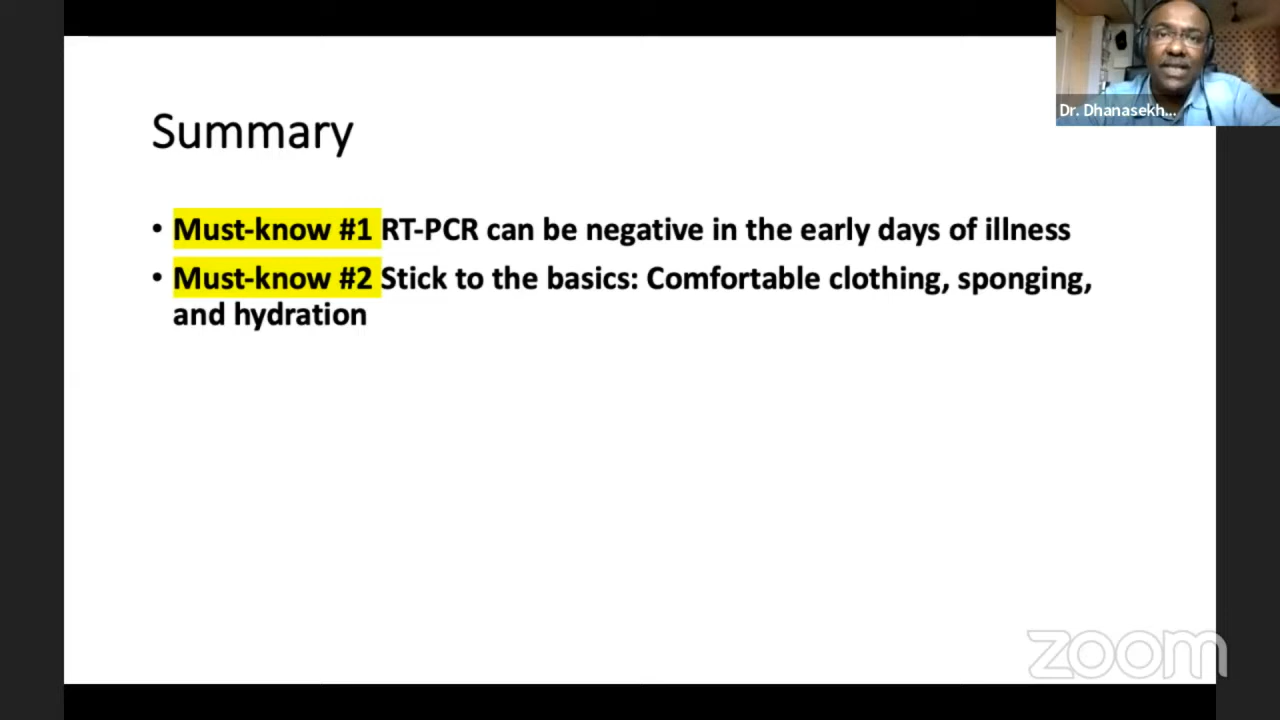 Dr. Dhanasekh...
Summary
• Must-know #1 RT-PCR can be negative in the early days of illness
• Must-know #2 Stick to the basics: Comfortable clothing, sponging,
and hydration
zoom